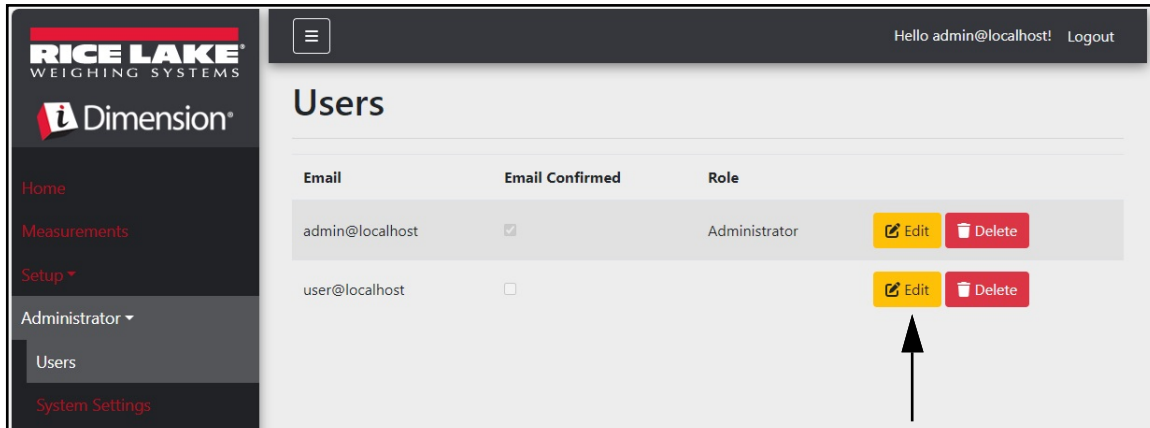 RICE LAKE®
WEIGHING SYSTEMS
i Dimension®
Home
Measurements
Setup
Administrator
Users
System Settings
Hello admin@localhost! Logout
Users
Email Email Confirmed Role
admin@localhost Administrator Edit Delete
user@localhost Edit Delete